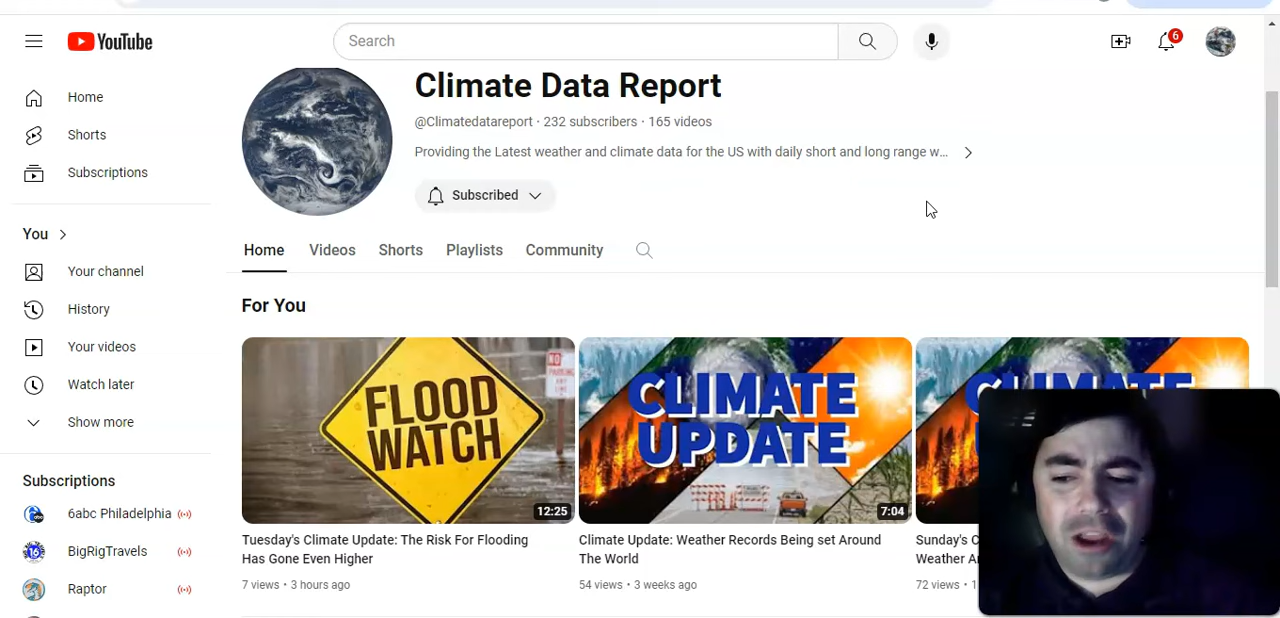 YouTube
Search
6
Home
Shorts
Subscriptions
You
Your channel
History
Your videos
Watch later
Show more
Subscriptions
6abc Philadelphia
BigRigTravels
Raptor
Climate Data Report
@Climatedatareport · 232 subscribers · 165 videos
Providing the Latest weather and climate data for the US with daily short and long range w...
Subscribed
Home Videos Shorts Playlists Community
For You
FLOOD
WATCH
NO
12:25
Tuesday's Climate Update: The Risk For Flooding
Has Gone Even Higher
7 views • 3 hours ago
CLIMATE
UPDATE
7:04
Climate Update: Weather Records Being set Around
The World
54 views • 3 weeks ago
CLIMATE
Sunday's C
Weather A
72 views • 1